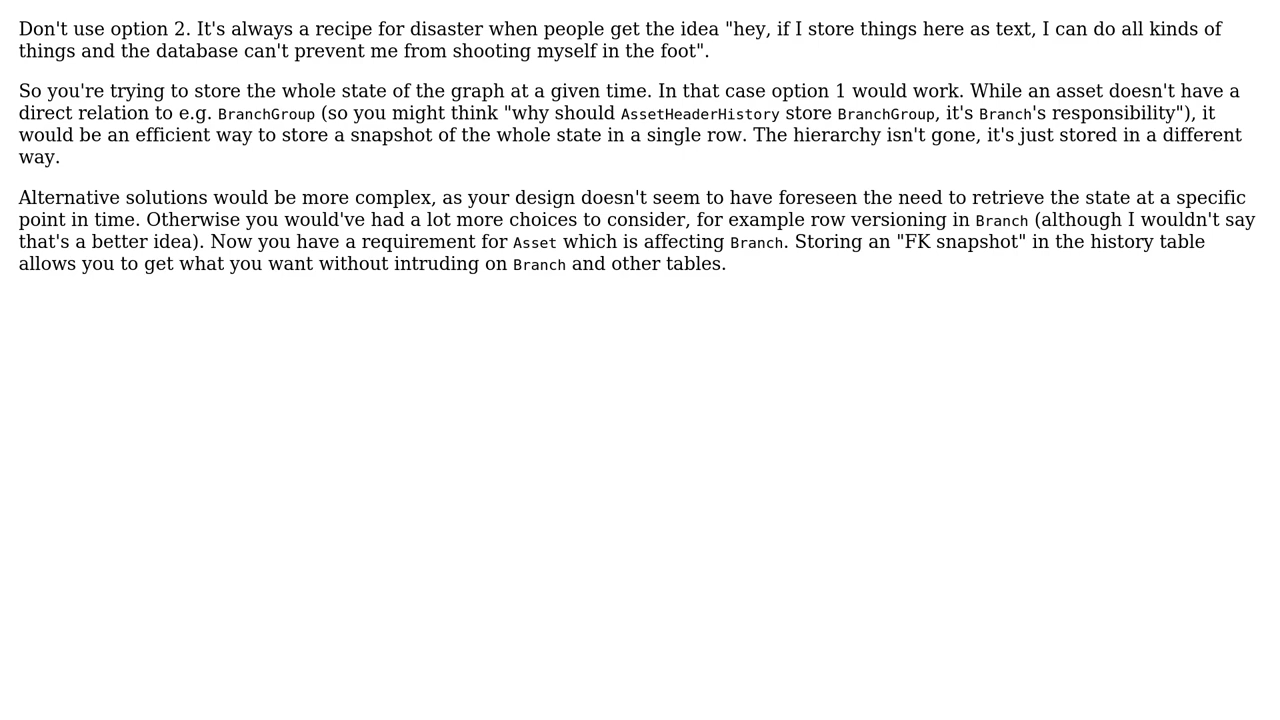 Don't use option 2. It's always a recipe for disaster when people get the idea "hey, if I store things here as text, I can do all kinds of
things and the database can't prevent me from shooting myself in the foot".
So you're trying to store the whole state of the graph at a given time. In that case option 1 would work. While an asset doesn't have a
direct relation to e.g. BranchGroup (so you might think "why should AssetHeaderHistory store BranchGroup, it's Branch's responsibility"), it
would be an efficient way to store a snapshot of the whole state in a single row. The hierarchy isn't gone, it's just stored in a different
way.
Alternative solutions would be more complex, as your design doesn't seem to have foreseen the need to retrieve the state at a specific
point in time. Otherwise you would've had a lot more choices to consider, for example row versioning in Branch (although I wouldn't say
that's a better idea). Now you have a requirement for Asset which is affecting Branch. Storing an "FK snapshot" in the history table
allows you to get what you want without intruding on Branch and other tables.